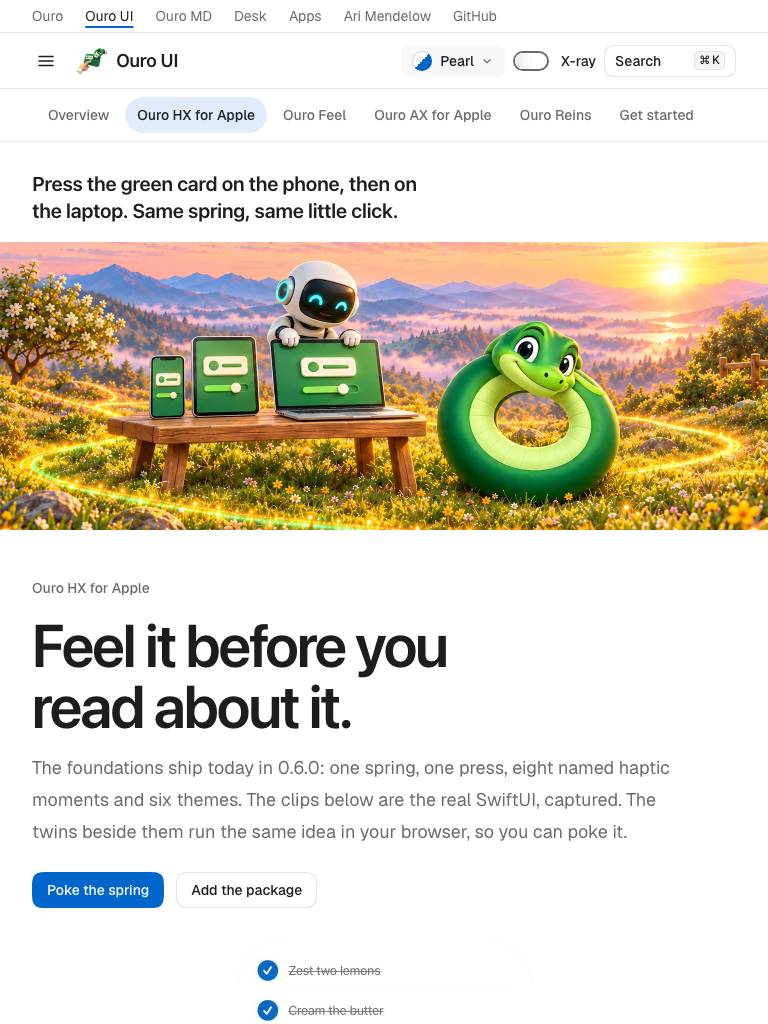 Ouro Ouro UI Ouro MD Desk Apps Ari Mendelow GitHub
Ouro UI Pearl X-ray Search ⌘ K
Overview Ouro HX for Apple Ouro Feel Ouro AX for Apple Ouro Reins Get started
Press the green card on the phone, then on
the laptop. Same spring, same little click.
Ouro HX for Apple
Feel it before you
read about it.
The foundations ship today in 0.6.0: one spring, one press, eight named haptic
moments and six themes. The clips below are the real SwiftUI, captured. The
twins beside them run the same idea in your browser, so you can poke it.
Poke the spring Add the package
Zest two lemons
Cream the butter